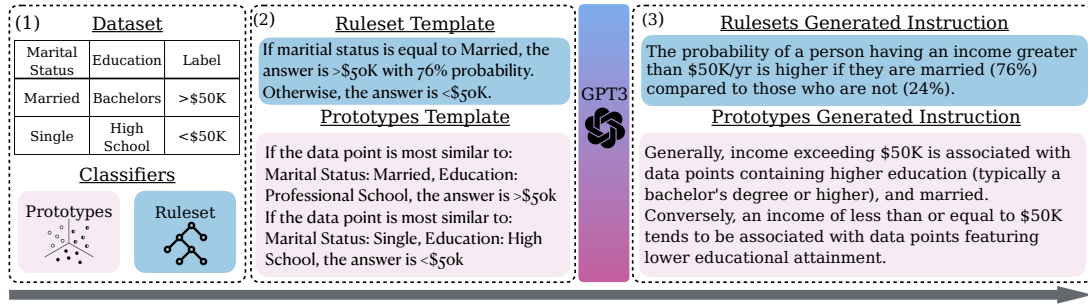 (1)
Dataset
Marital Status
Education
Label
Married
Bachelors
>$50K
Single
High School
<$50K
Classifiers
Prototypes
Ruleset
(2)
Ruleset Template
If maritial status is equal to Married, the
answer is >$50K with 76% probability.
Otherwise, the answer is <$50K.
Prototypes Template
If the data point is most similar to:
Marital Status: Married, Education:
Professional School, the answer is >$50k
If the data point is most similar to:
Marital Status: Single, Education: High
School, the answer is <$50k
GPT3
(3)
Rulesets Generated Instruction
The probability of a person having an income greater
than $50K/yr is higher if they are married (76%)
compared to those who are not (24%).
Prototypes Generated Instruction
Generally, income exceeding $50K is associated with
data points containing higher education (typically a
bachelor's degree or higher), and married.
Conversely, an income of less than or equal to $50K
tends to be associated with data points featuring
lower educational attainment.